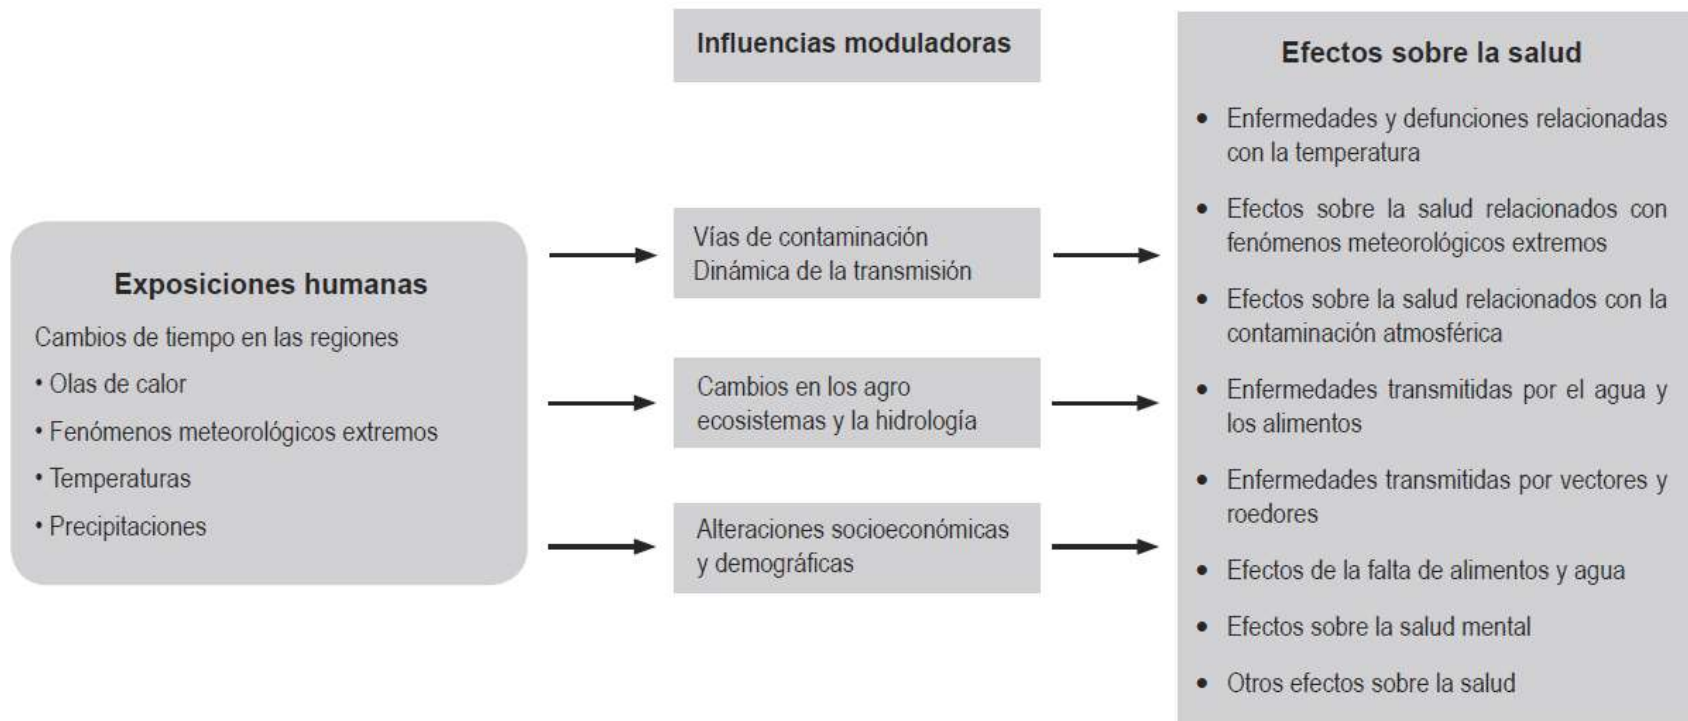 Exposiciones humanas
Cambios de tiempo en las regiones
• Olas de calor
• Fenómenos meteorológicos extremos
• Temperaturas
• Precipitaciones
Influencias moduladoras
Vías de contaminación
Dinámica de la transmisión
Cambios en los agro
ecosistemas y la hidrología
Alteraciones socioeconómicas
y demográficas
Efectos sobre la salud
• Enfermedades y defunciones relacionadas
con la temperatura
• Efectos sobre la salud relacionados con
fenómenos meteorológicos extremos
• Efectos sobre la salud relacionados con la
contaminación atmosférica
• Enfermedades transmitidas por el agua y
los alimentos
• Enfermedades transmitidas por vectores y
roedores
• Efectos de la falta de alimentos y agua
• Efectos sobre la salud mental
• Otros efectos sobre la salud